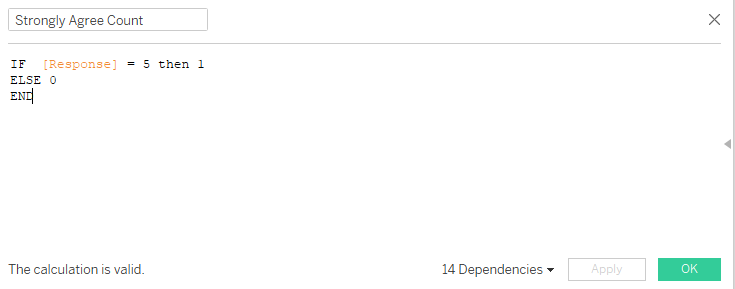 Strongly Agree Count
IF  [Response] = 5 then 1
ELSE 0
END
The calculation is valid.
14 Dependencies
Apply
OK